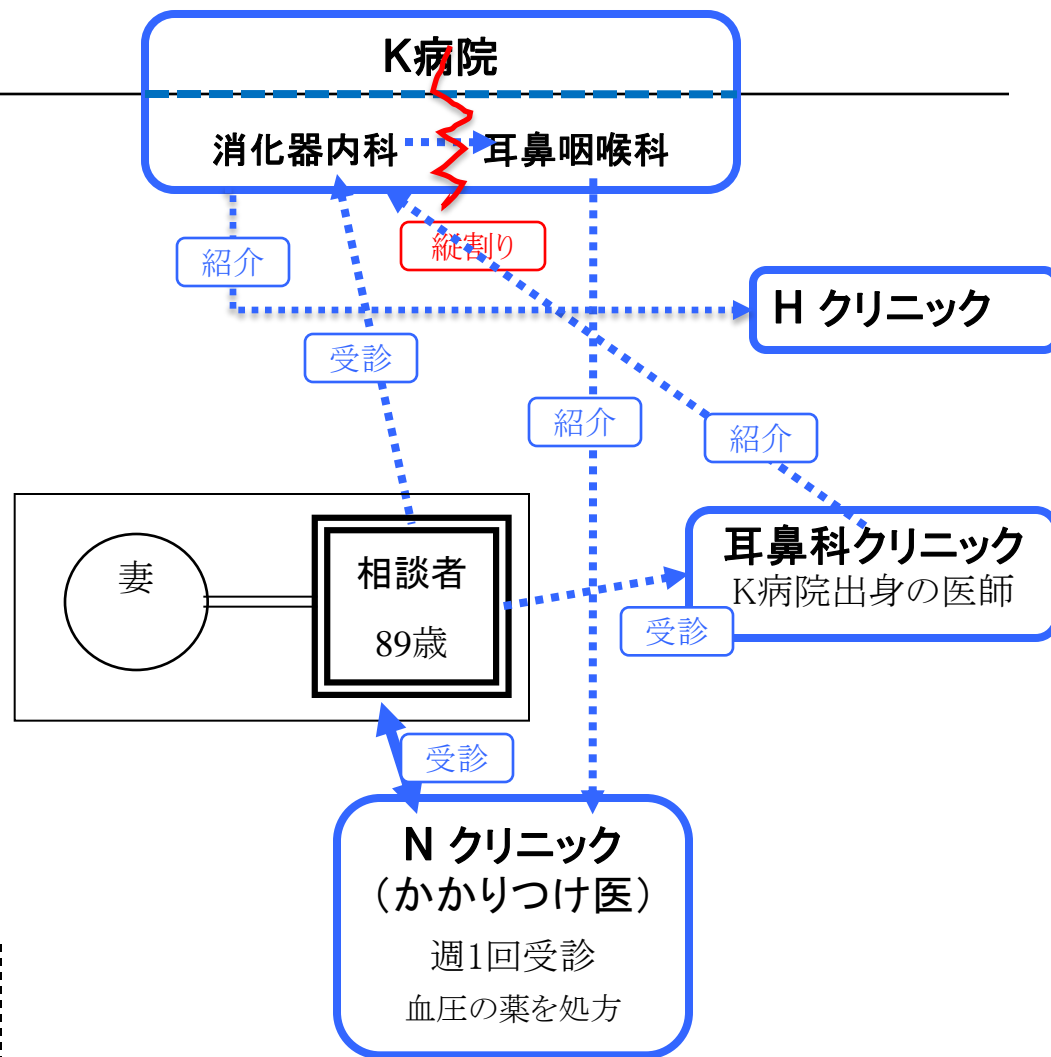 K病院
消化器内科
耳鼻咽喉科
縦割り
紹介
H クリニック
受診
紹介
紹介
妻
相談者
89歳
耳鼻科クリニック
K病院出身の医師
受診
受診
N クリニック
（かかりつけ医）
週1回受診
血圧の薬を処方